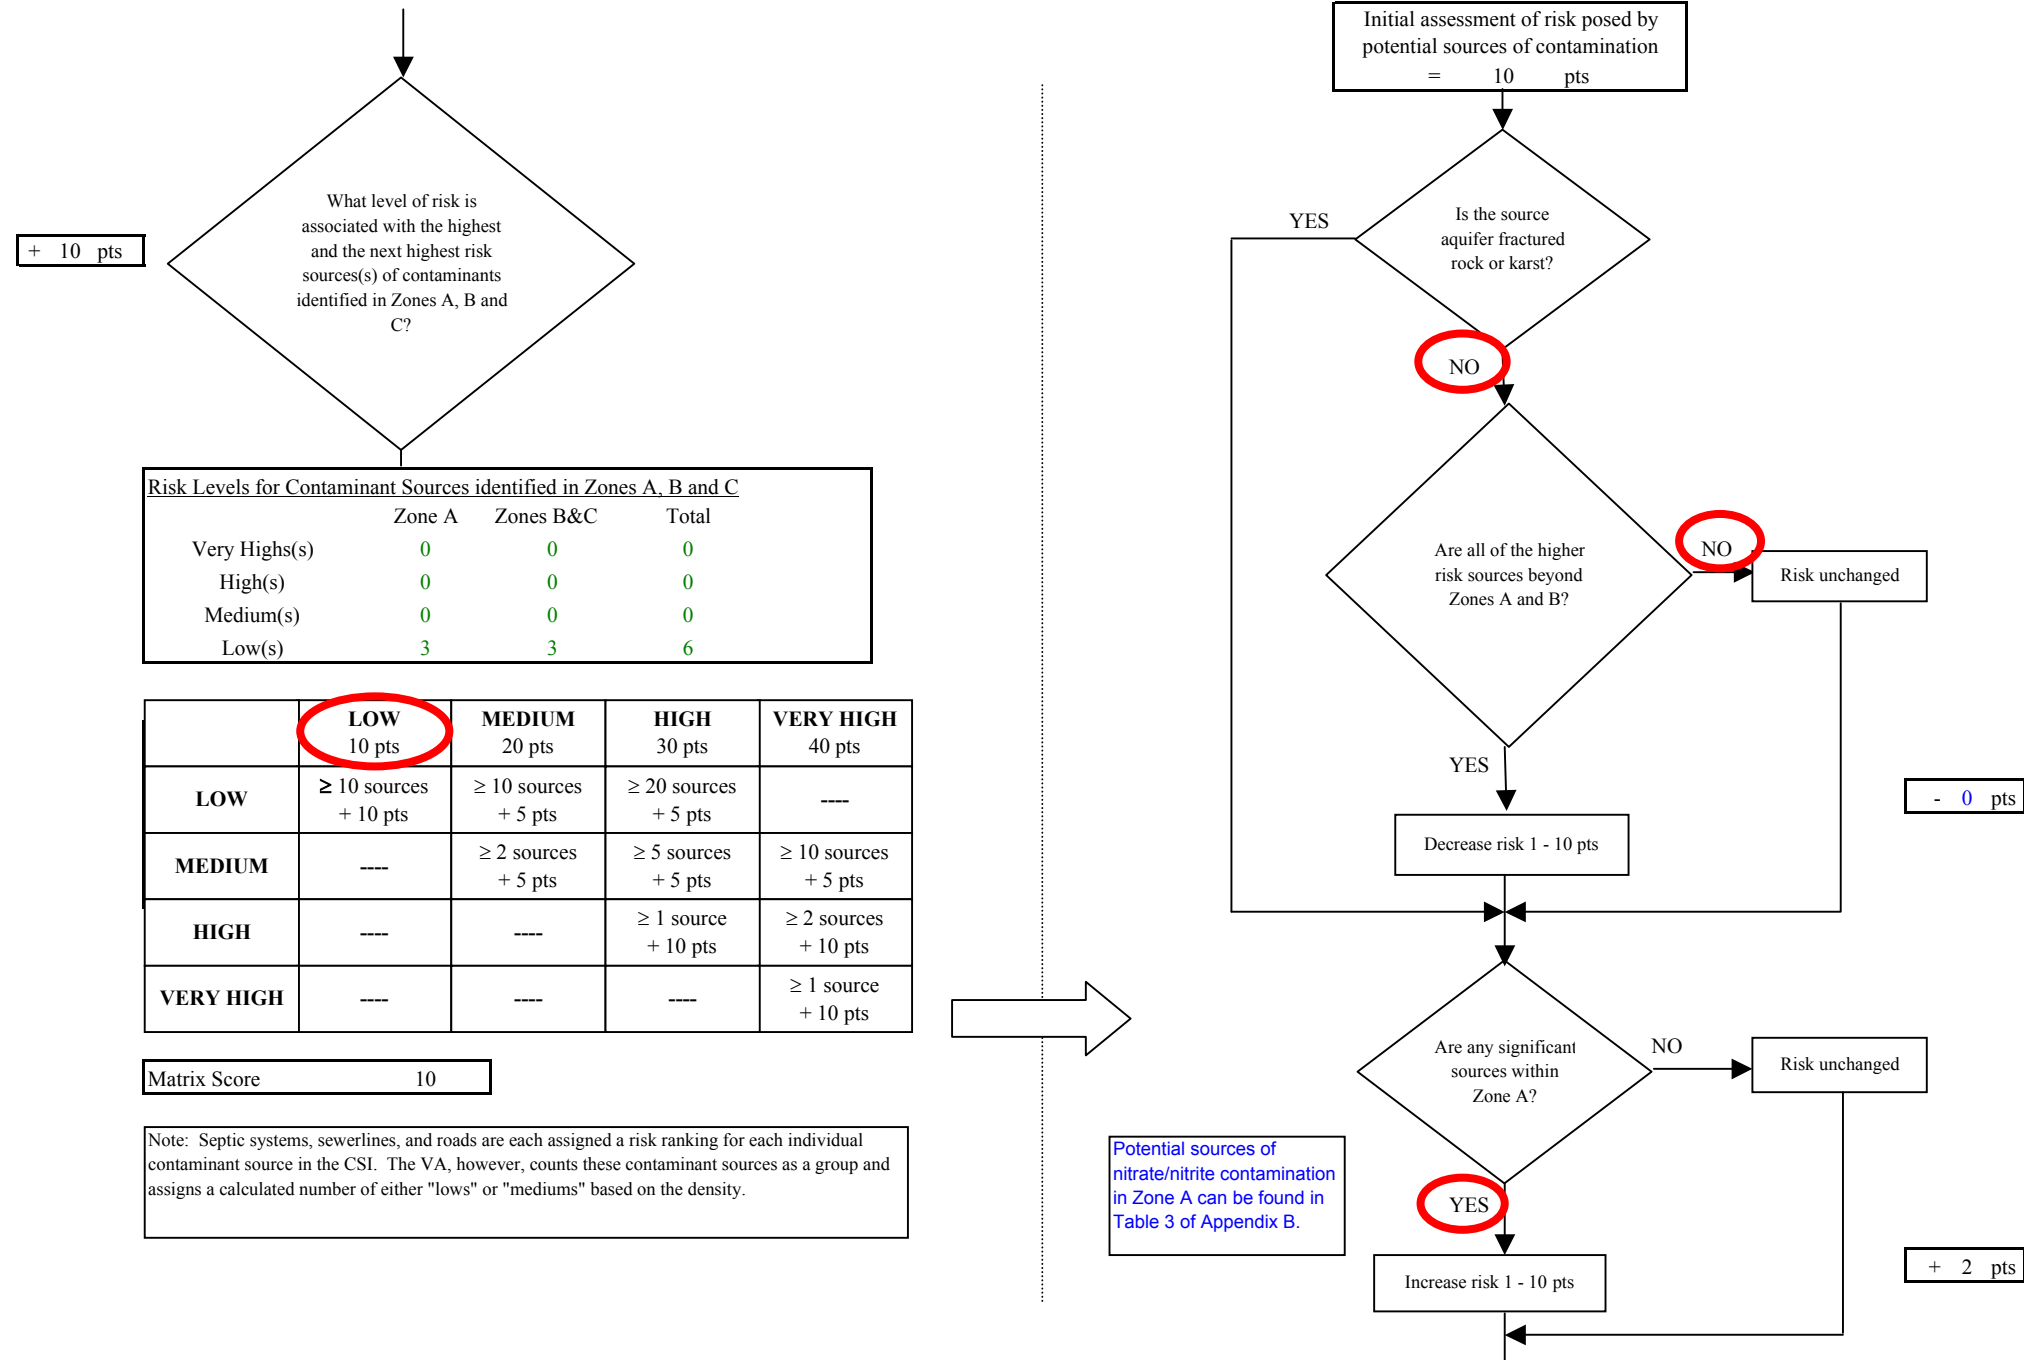 + 10 pts
What level of risk is
associated with the highest
and the next highest risk
sources(s) of contaminants
identified in Zones A, B and
C?
Risk Levels for Contaminant Sources identified in Zones A, B and C
Zone A Zones B&C Total
Very Highs(s) 0 0 0
High(s) 0 0 0
Medium(s) 0 0 0
Low(s) 3 3 6
LOW MEDIUM HIGH VERY HIGH
10 pts 20 pts 30 pts 40 pts
LOW ≥ 10 sources ≥ 10 sources ≥ 20 sources ----
+ 10 pts + 5 pts + 5 pts
MEDIUM ---- ≥ 2 sources ≥ 5 sources ≥ 10 sources
+ 5 pts + 5 pts + 5 pts
HIGH ---- ---- ≥ 1 source ≥ 2 sources
+ 10 pts + 10 pts
VERY HIGH ---- ---- ---- ≥ 1 source
+ 10 pts
Matrix Score 10
Note: Septic systems, sewerlines, and roads are each assigned a risk ranking for each individual
contaminant source in the CSI. The VA, however, counts these contaminant sources as a group and
assigns a calculated number of either "lows" or "mediums" based on the density.
Initial assessment of risk posed by
potential sources of contamination
= 10 pts
YES
Is the source
aquifer fractured
rock or karst?
NO
Are all of the higher
risk sources beyond
Zones A and B?
NO
Risk unchanged
YES
- 0 pts
Decrease risk 1 - 10 pts
Are any significant
sources within
Zone A?
NO
Risk unchanged
Potential sources of
nitrate/nitrite contamination
in Zone A can be found in
Table 3 of Appendix B.
YES
+ 2 pts
Increase risk 1 - 10 pts